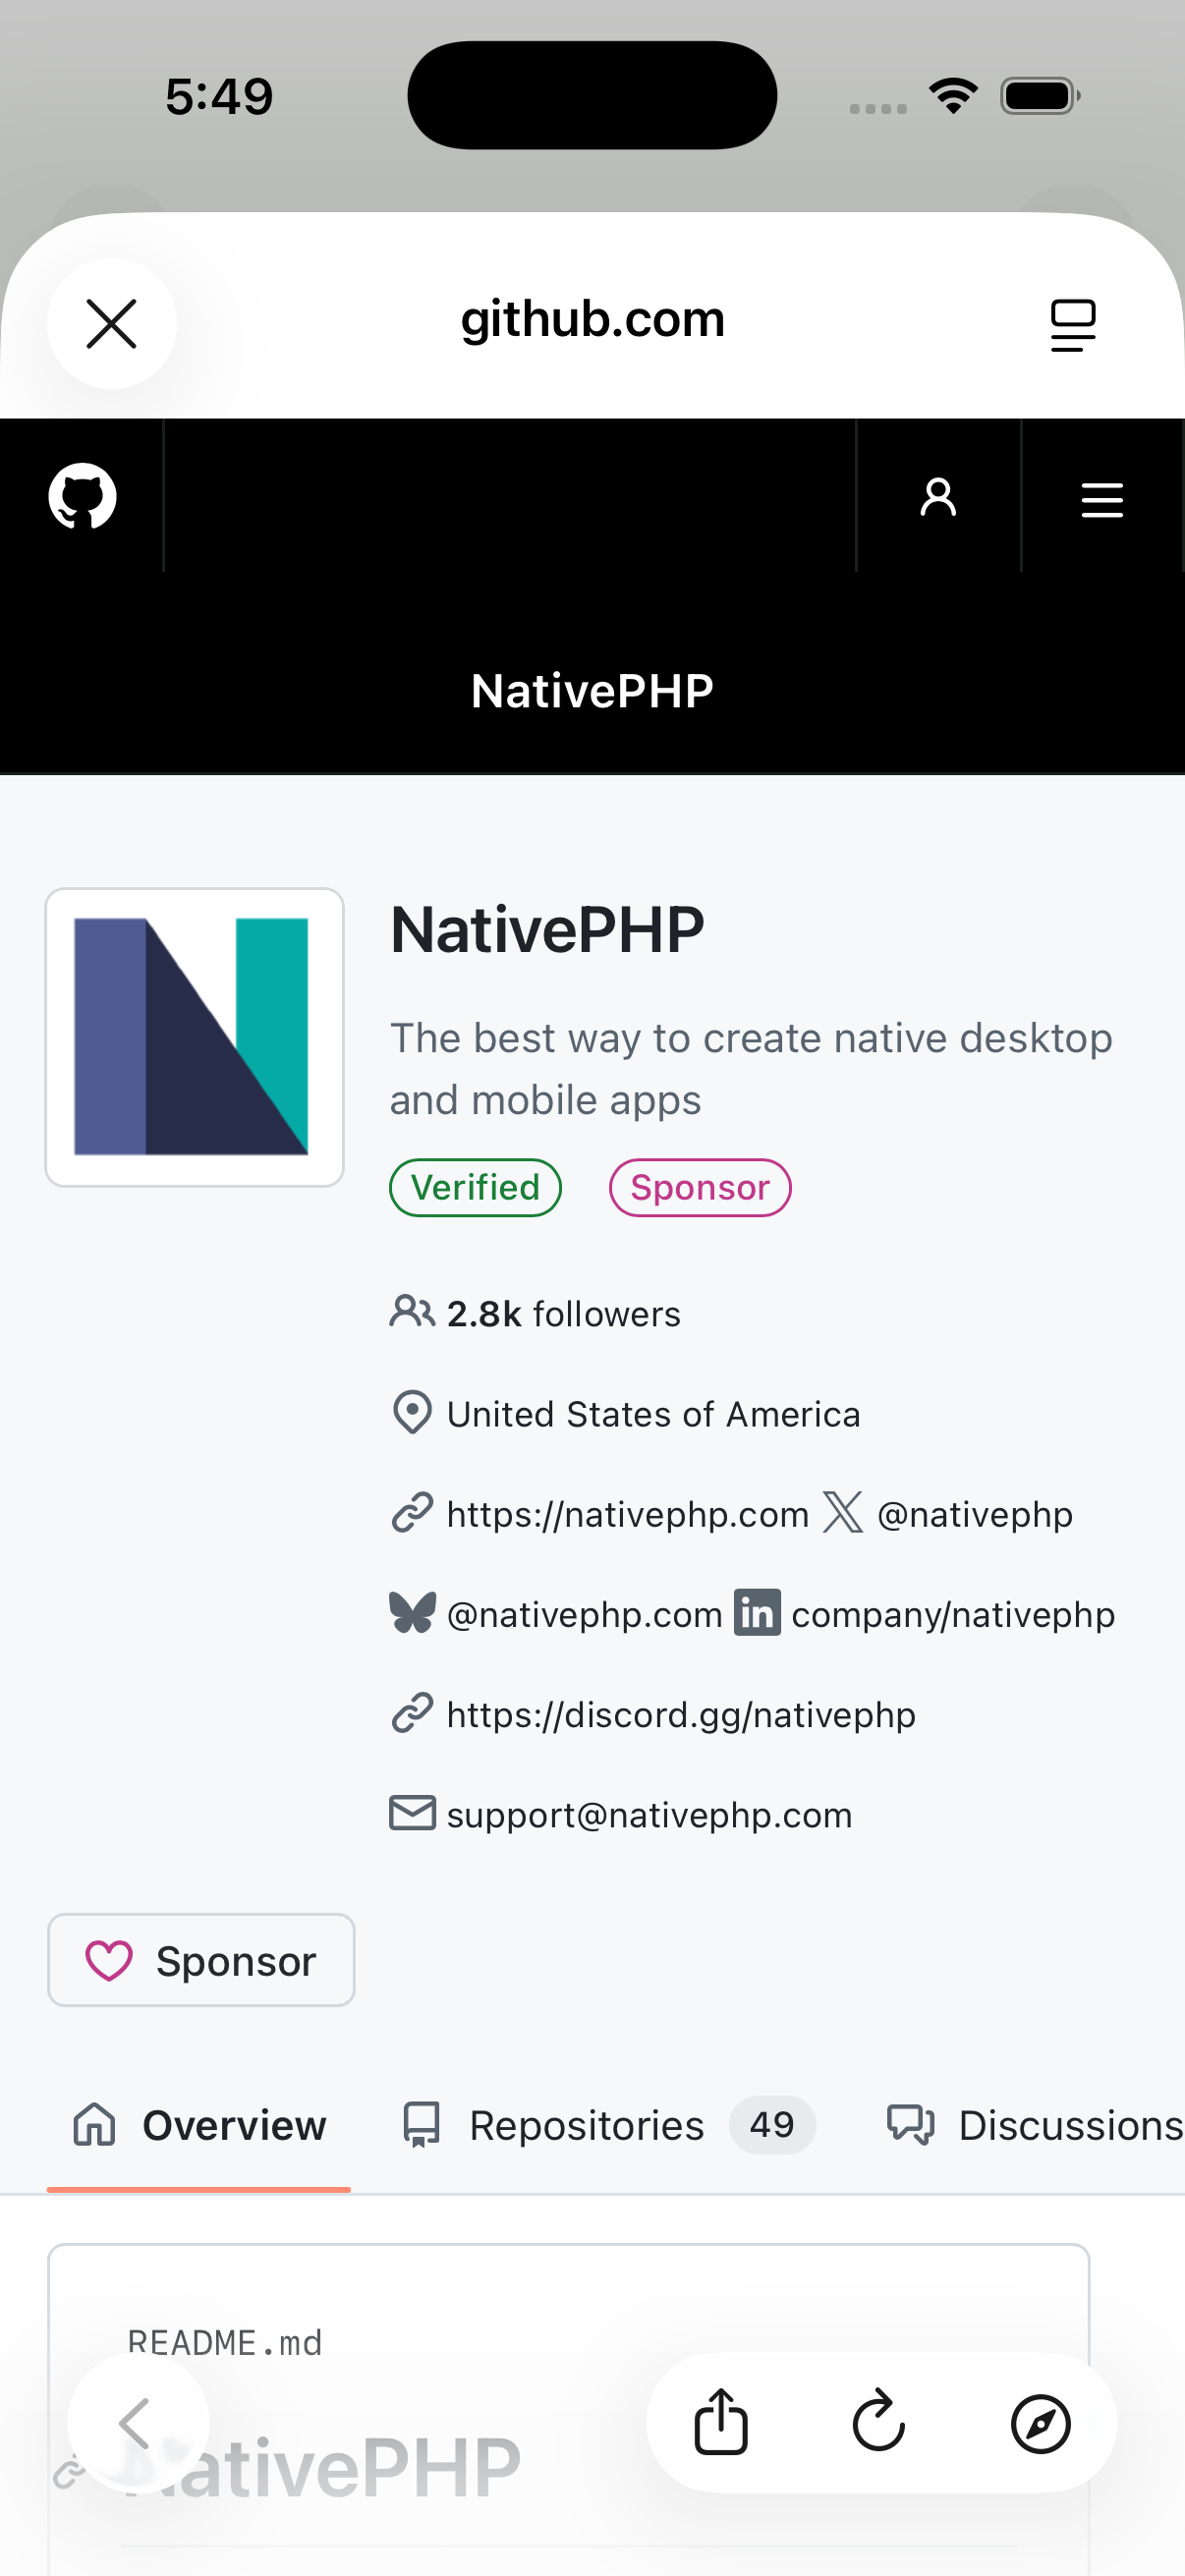 5:49
github.com
NativePHP
NativePHP
The best way to create native desktop
and mobile apps
Verified Sponsor
2.8k followers
United States of America
https://nativephp.com @nativephp
@nativephp.com company/nativephp
https://discord.gg/nativephp
support@nativephp.com
Sponsor
Overview Repositories 49 Discussions
README.md
NativePHP